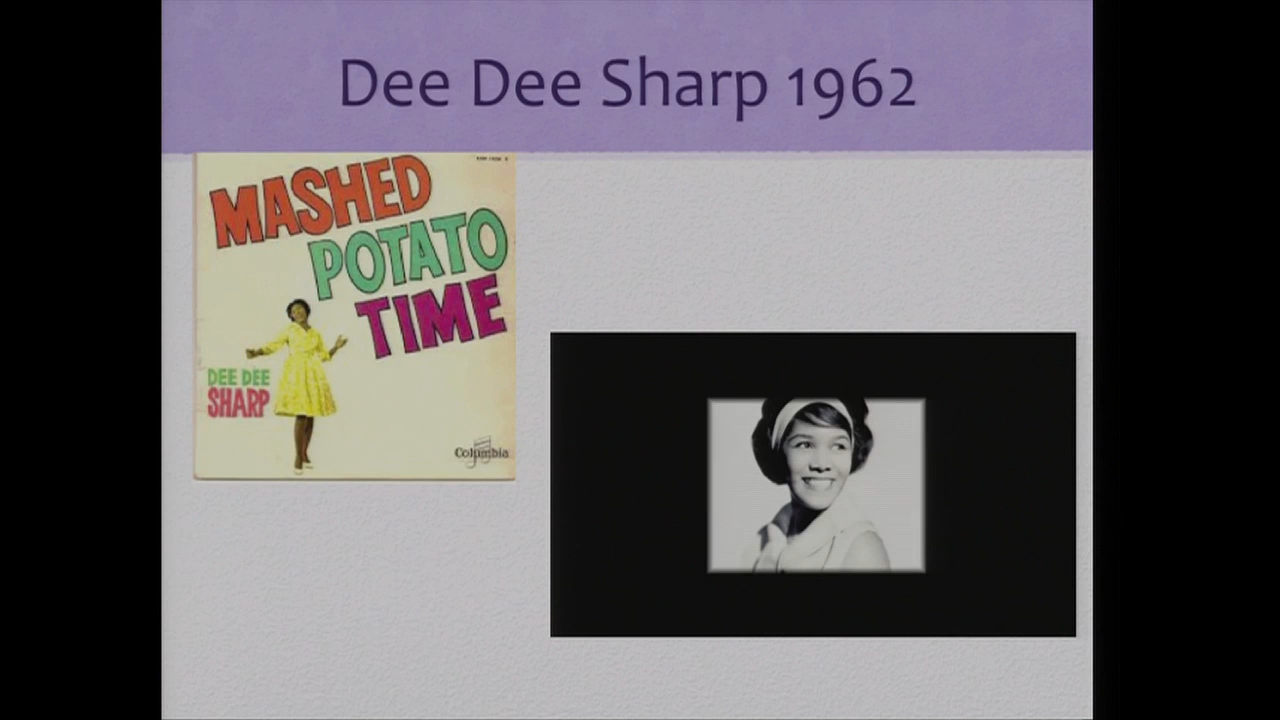 Dee Dee Sharp 1962
MASHED
POTATO
TIME
DEE DEE
SHARP
Columbia